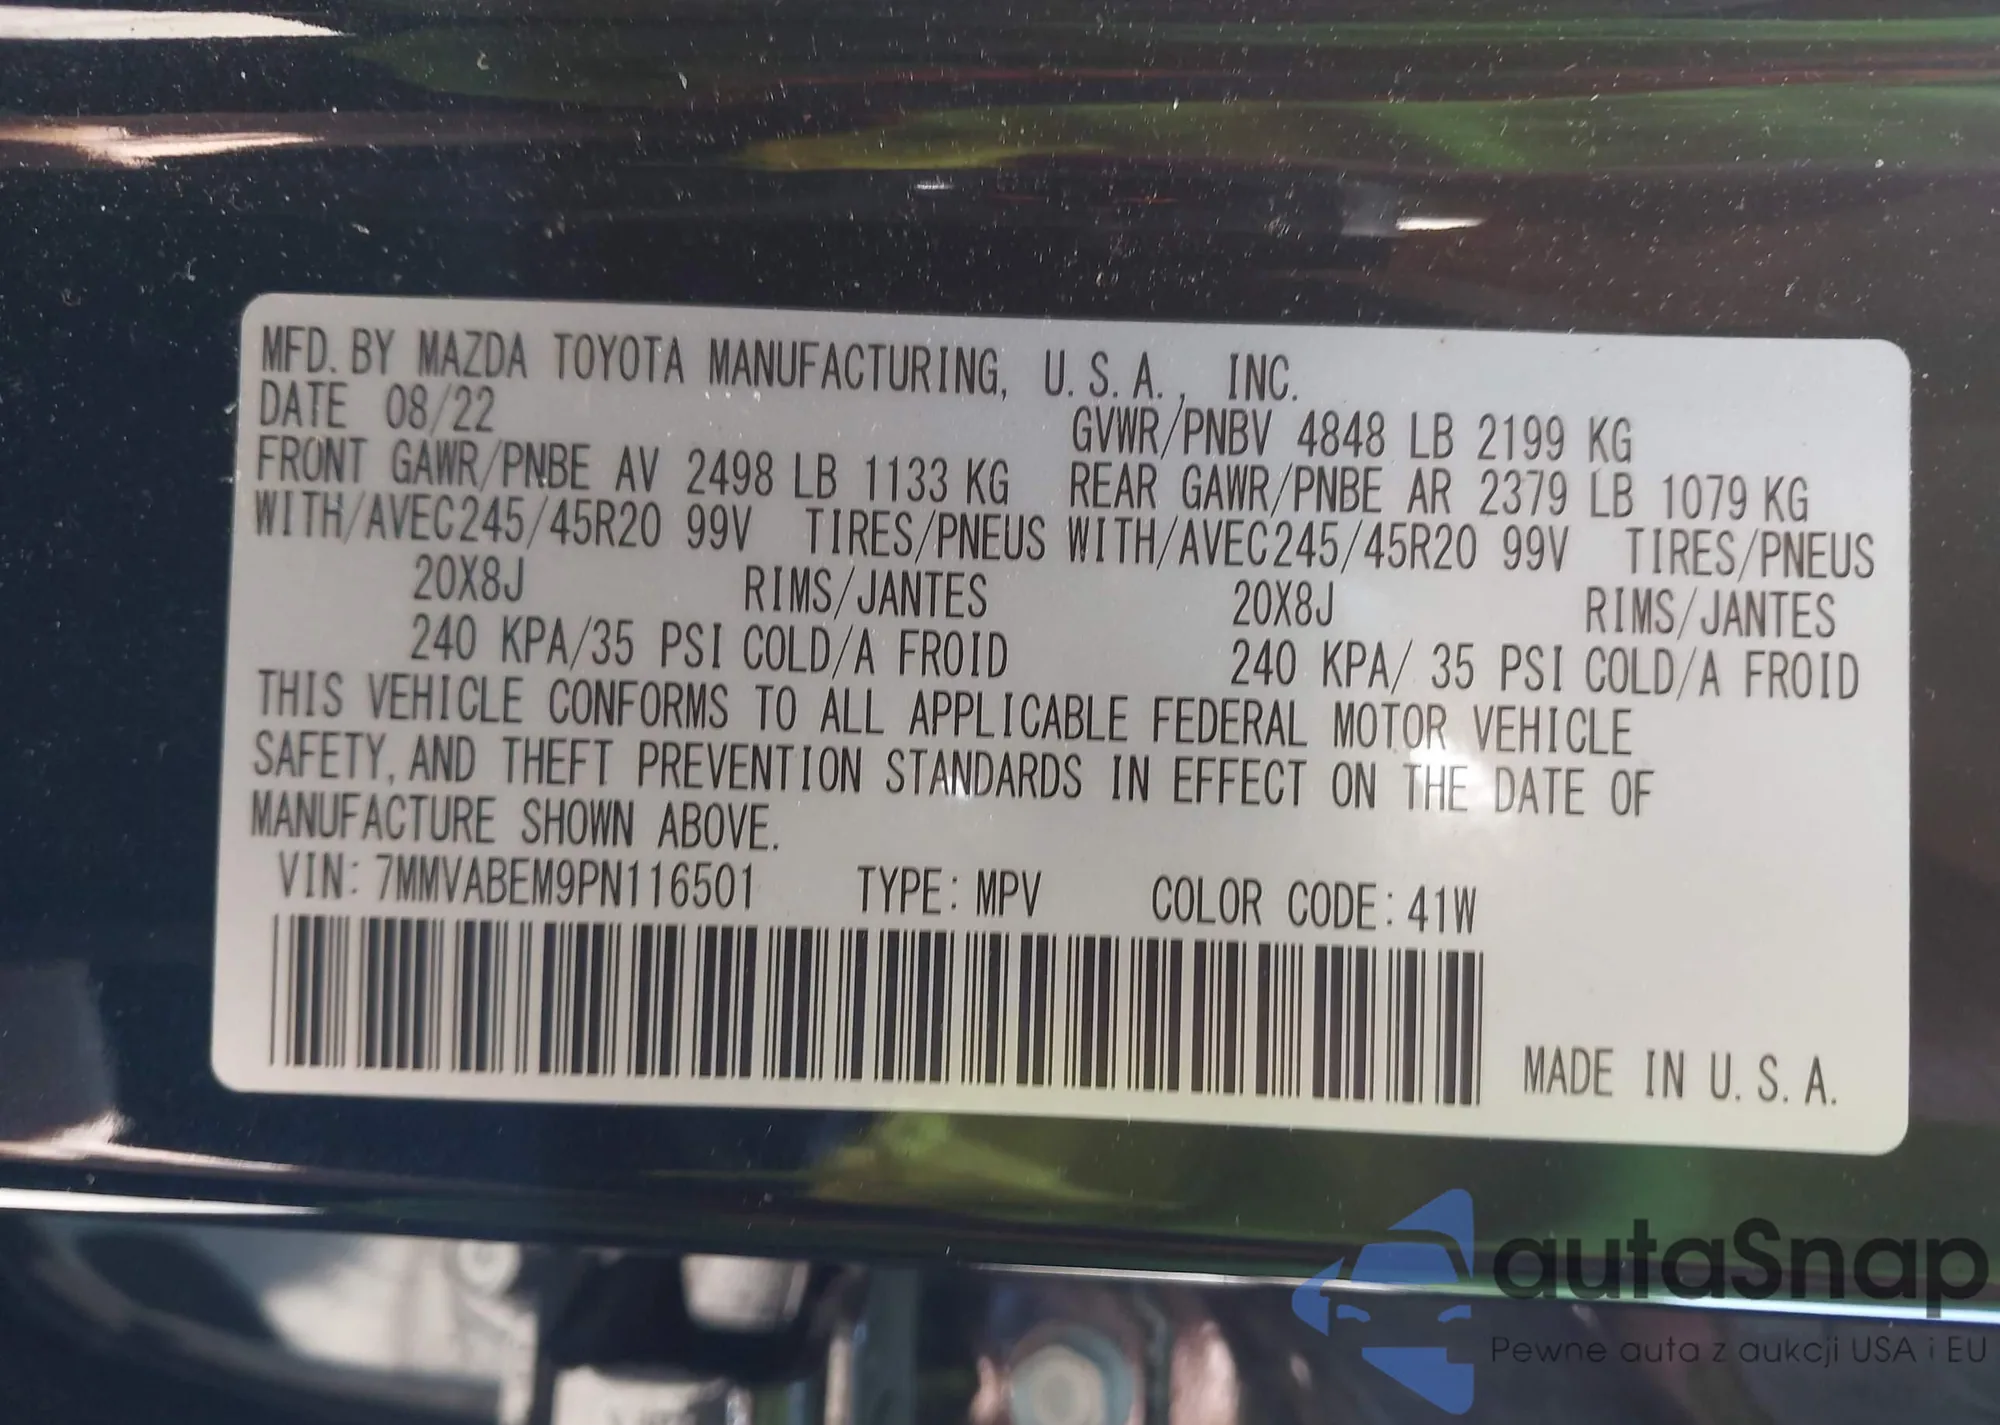 MFD. BY MAZDA TOYOTA MANUFACTURING, U.S.A., INC.
DATE 08/22 GVWR/PNBV 4848 LB 2199 KG
FRONT GAWR/PNBE AV 2498 LB 1133 KG REAR GAWR/PNBE AR 2379 LB 1079 KG
WITH/AVEC245/45R20 99V TIRES/PNEUS WITH/AVEC245/45R20 99V TIRES/PNEUS
20X8J RIMS/JANTES 20X8J RIMS/JANTES
240 KPA/35 PSI COLD/A FROID 240 KPA/ 35 PSI COLD/A FROID
THIS VEHICLE CONFORMS TO ALL APPLICABLE FEDERAL MOTOR VEHICLE
SAFETY, AND THEFT PREVENTION STANDARDS IN EFFECT ON THE DATE OF
MANUFACTURE SHOWN ABOVE.
VIN: 7MMVABEM9PN116501 TYPE: MPV COLOR CODE: 41W
MADE IN U.S.A.
autaSnap
Pewne auta z aukcji USA i EU